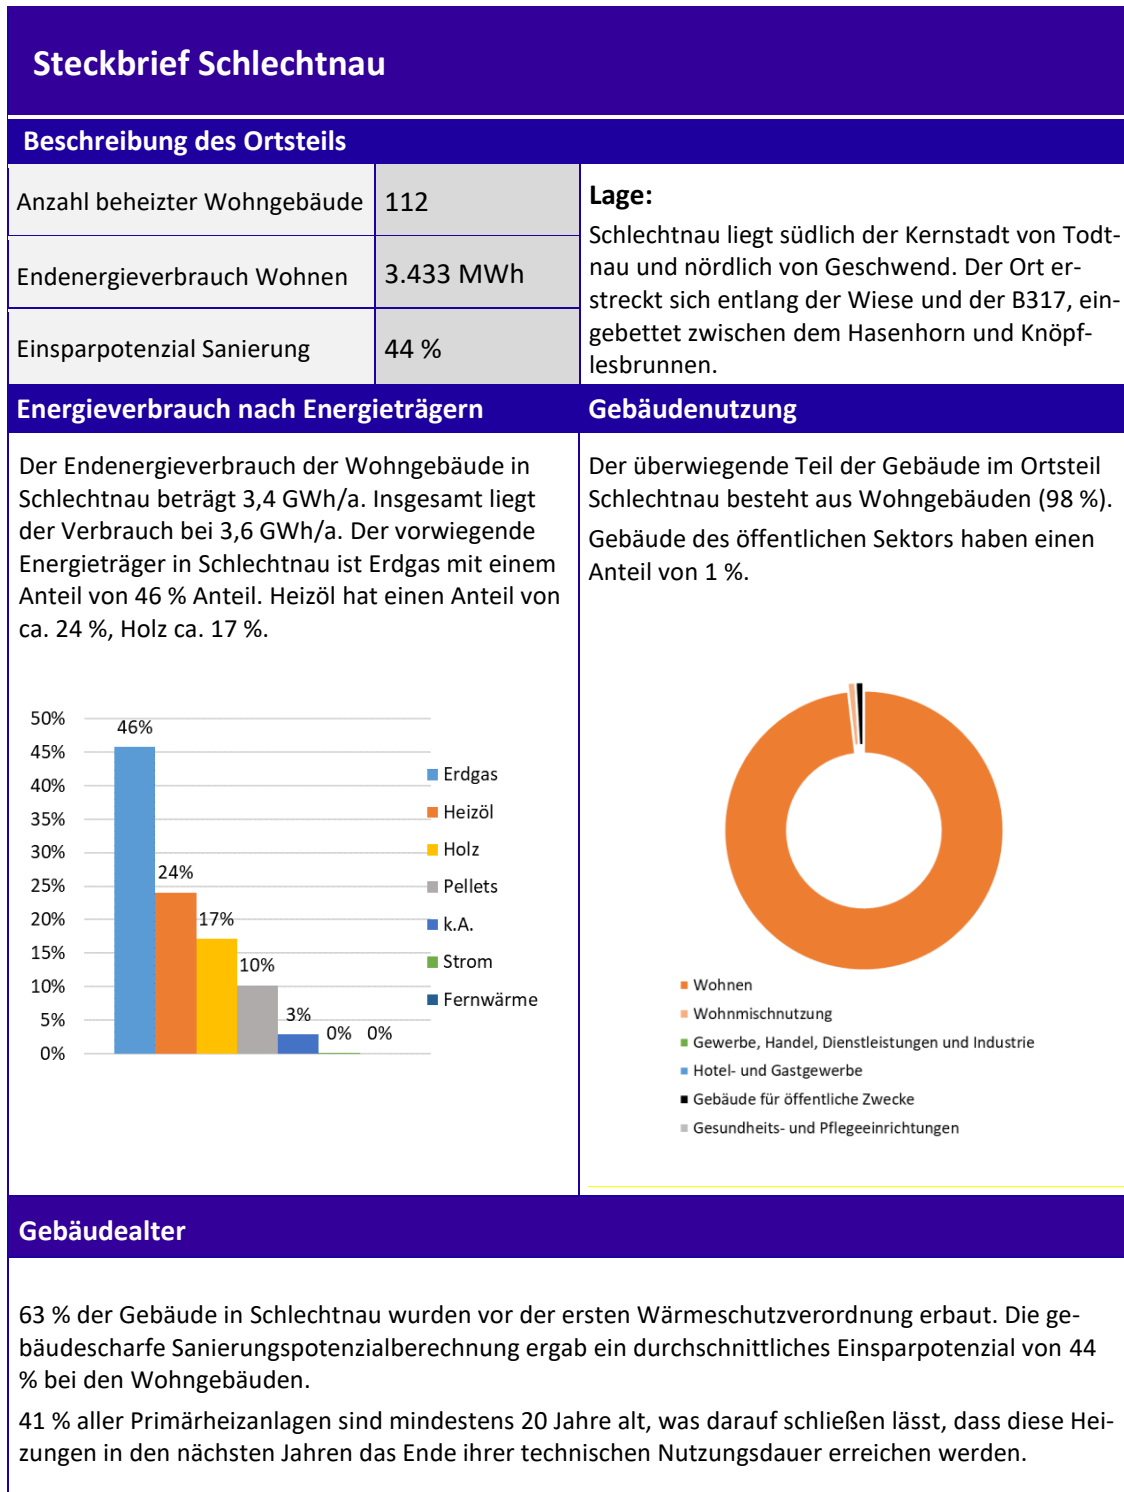 Steckbrief Schlechtnau
Beschreibung des Ortsteils
Anzahl beheizter Wohngebäude 112
Endenergieverbrauch Wohnen 3.433 MWh
Einsparpotenzial Sanierung 44 %
Lage:
Schlechtnau liegt südlich der Kernstadt von Todt-
nau und nördlich von Geschwend. Der Ort er-
streckt sich entlang der Wiese und der B317, ein-
gebettet zwischen dem Hasenhorn und Knöpf-
lesbrunnen.
Energieverbrauch nach Energieträgern
Der Endenergieverbrauch der Wohngebäude in
Schlechtnau beträgt 3,4 GWh/a. Insgesamt liegt
der Verbrauch bei 3,6 GWh/a. Der vorwiegende
Energieträger in Schlechtnau ist Erdgas mit einem
Anteil von 46 % Anteil. Heizöl hat einen Anteil von
ca. 24 %, Holz ca. 17 %.
50%
45%
40%
35%
30%
25%
20%
15%
10%
5%
0%
46%
24%
17%
10%
3%
0%
0%
Erdgas
Heizöl
Holz
Pellets
k.A.
Strom
Fernwärme
Gebäudenutzung
Der überwiegende Teil der Gebäude im Ortsteil
Schlechtnau besteht aus Wohngebäuden (98 %).
Gebäude des öffentlichen Sektors haben einen
Anteil von 1 %.
Wohnen
Wohnmischnutzung
Gewerbe, Handel, Dienstleistungen und Industrie
Hotel- und Gastgewerbe
Gebäude für öffentliche Zwecke
Gesundheits- und Pflegeeinrichtungen
Gebäudealter
63 % der Gebäude in Schlechtnau wurden vor der ersten Wärmeschutzverordnung erbaut. Die ge-
bäudescharfe Sanierungspotenzialberechnung ergab ein durchschnittliches Einsparpotenzial von 44
% bei den Wohngebäuden.
41 % aller Primärheizanlagen sind mindestens 20 Jahre alt, was darauf schließen lässt, dass diese Hei-
zungen in den nächsten Jahren das Ende ihrer technischen Nutzungsdauer erreichen werden.